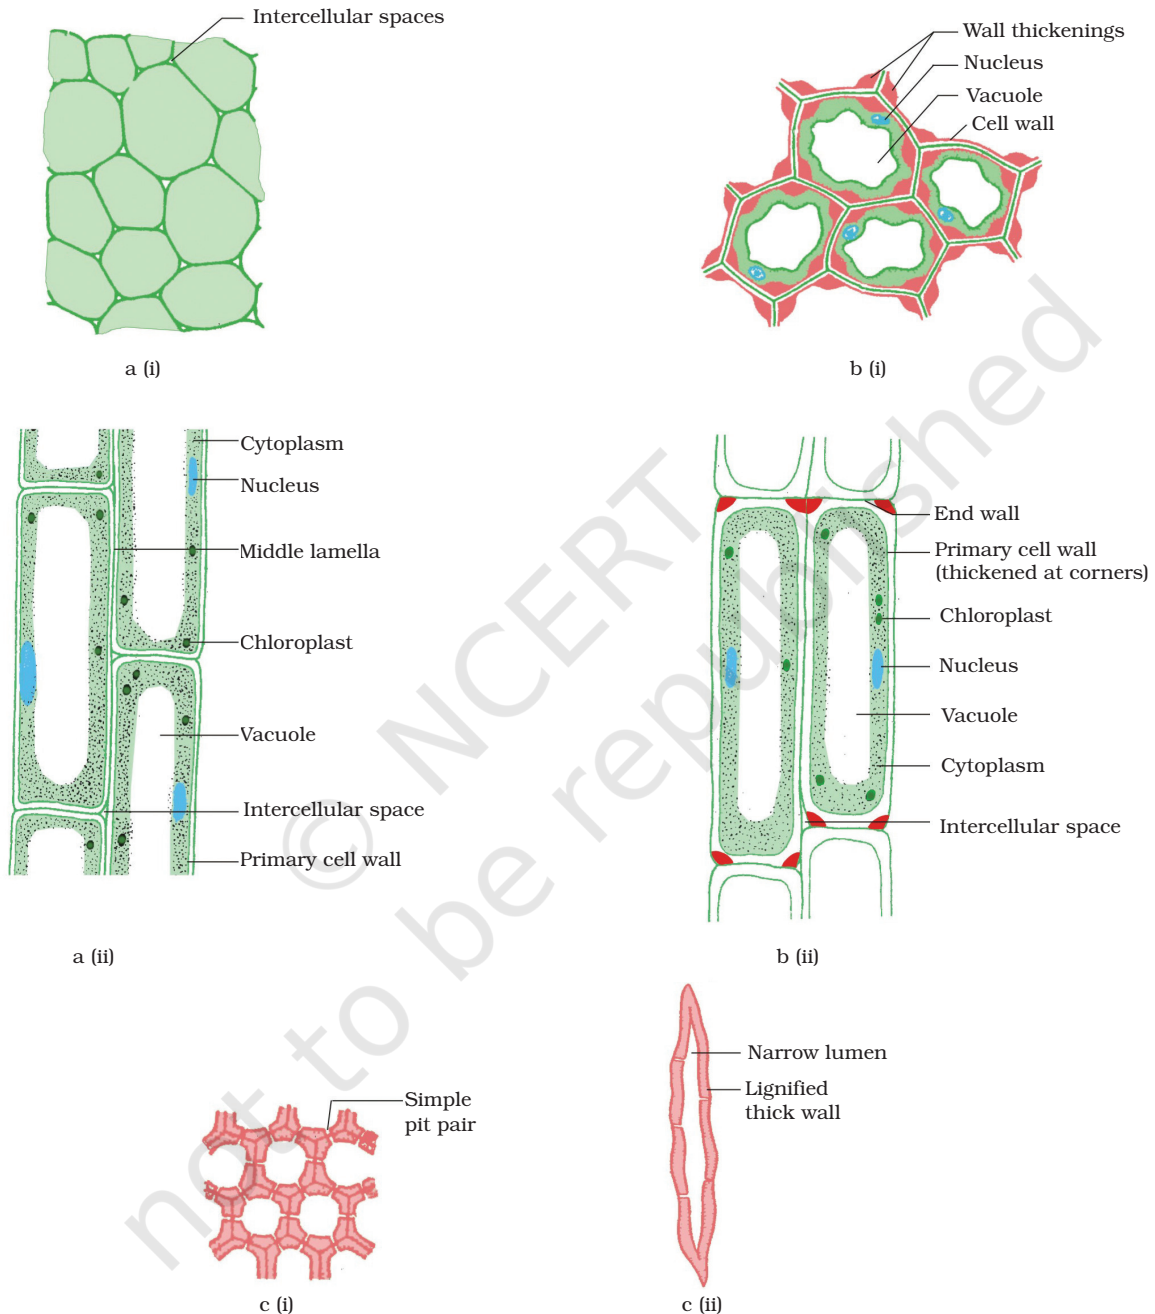 Intercellular spaces
a (i)
Wall thickenings
Nucleus
Vacuole
Cell wall
b (i)
Cytoplasm
Nucleus
Middle lamella
Chloroplast
Vacuole
Intercellular space
Primary cell wall
a (ii)
End wall
Primary cell wall
(thickened at corners)
Chloroplast
Nucleus
Vacuole
Cytoplasm
Intercellular space
b (ii)
Simple
pit pair
c (i)
Narrow lumen
Lignified
thick wall
c (ii)
© NCERT
not to be republished